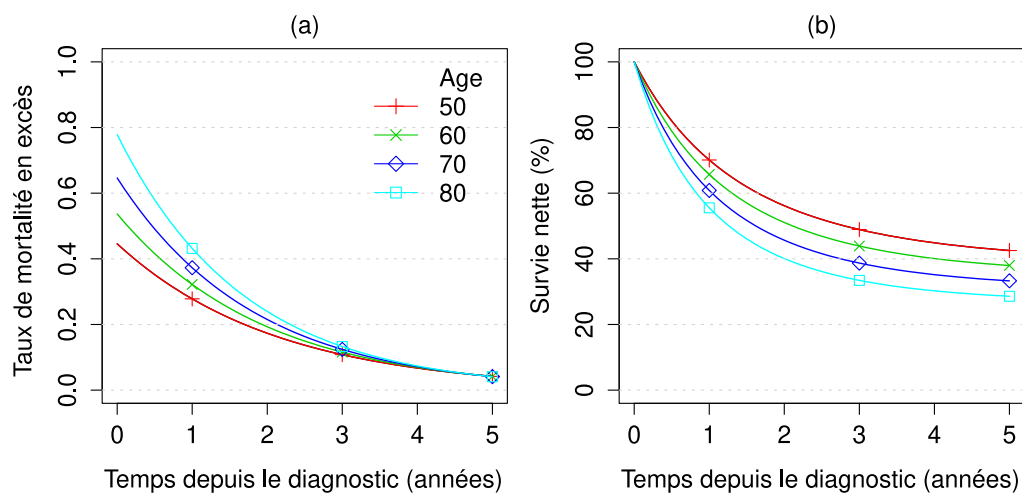 (a)
Taux de mortalité en excès
1.0
0.8
0.6
0.4
0.2
0.0
Age
50
60
70
80
0 1 2 3 4 5
Temps depuis le diagnostic (années)
(b)
Survie nette (%)
100
80
60
40
20
0
0 1 2 3 4 5
Temps depuis le diagnostic (années)